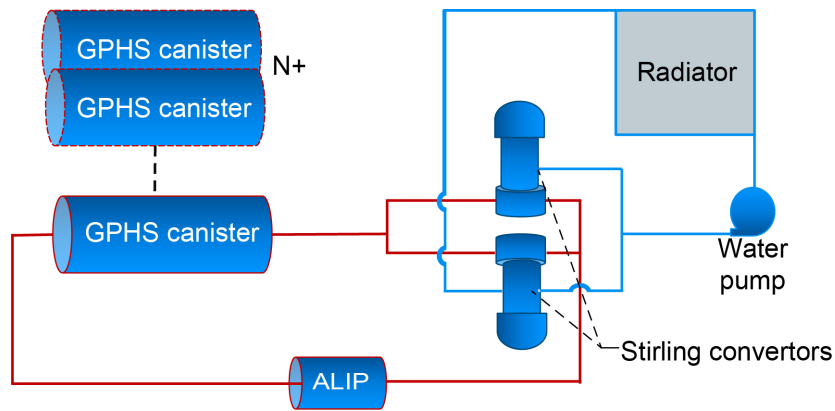 GPHS canister
N+
GPHS canister
GPHS canister
ALIP
Radiator
Water
pump
Stirling convertors